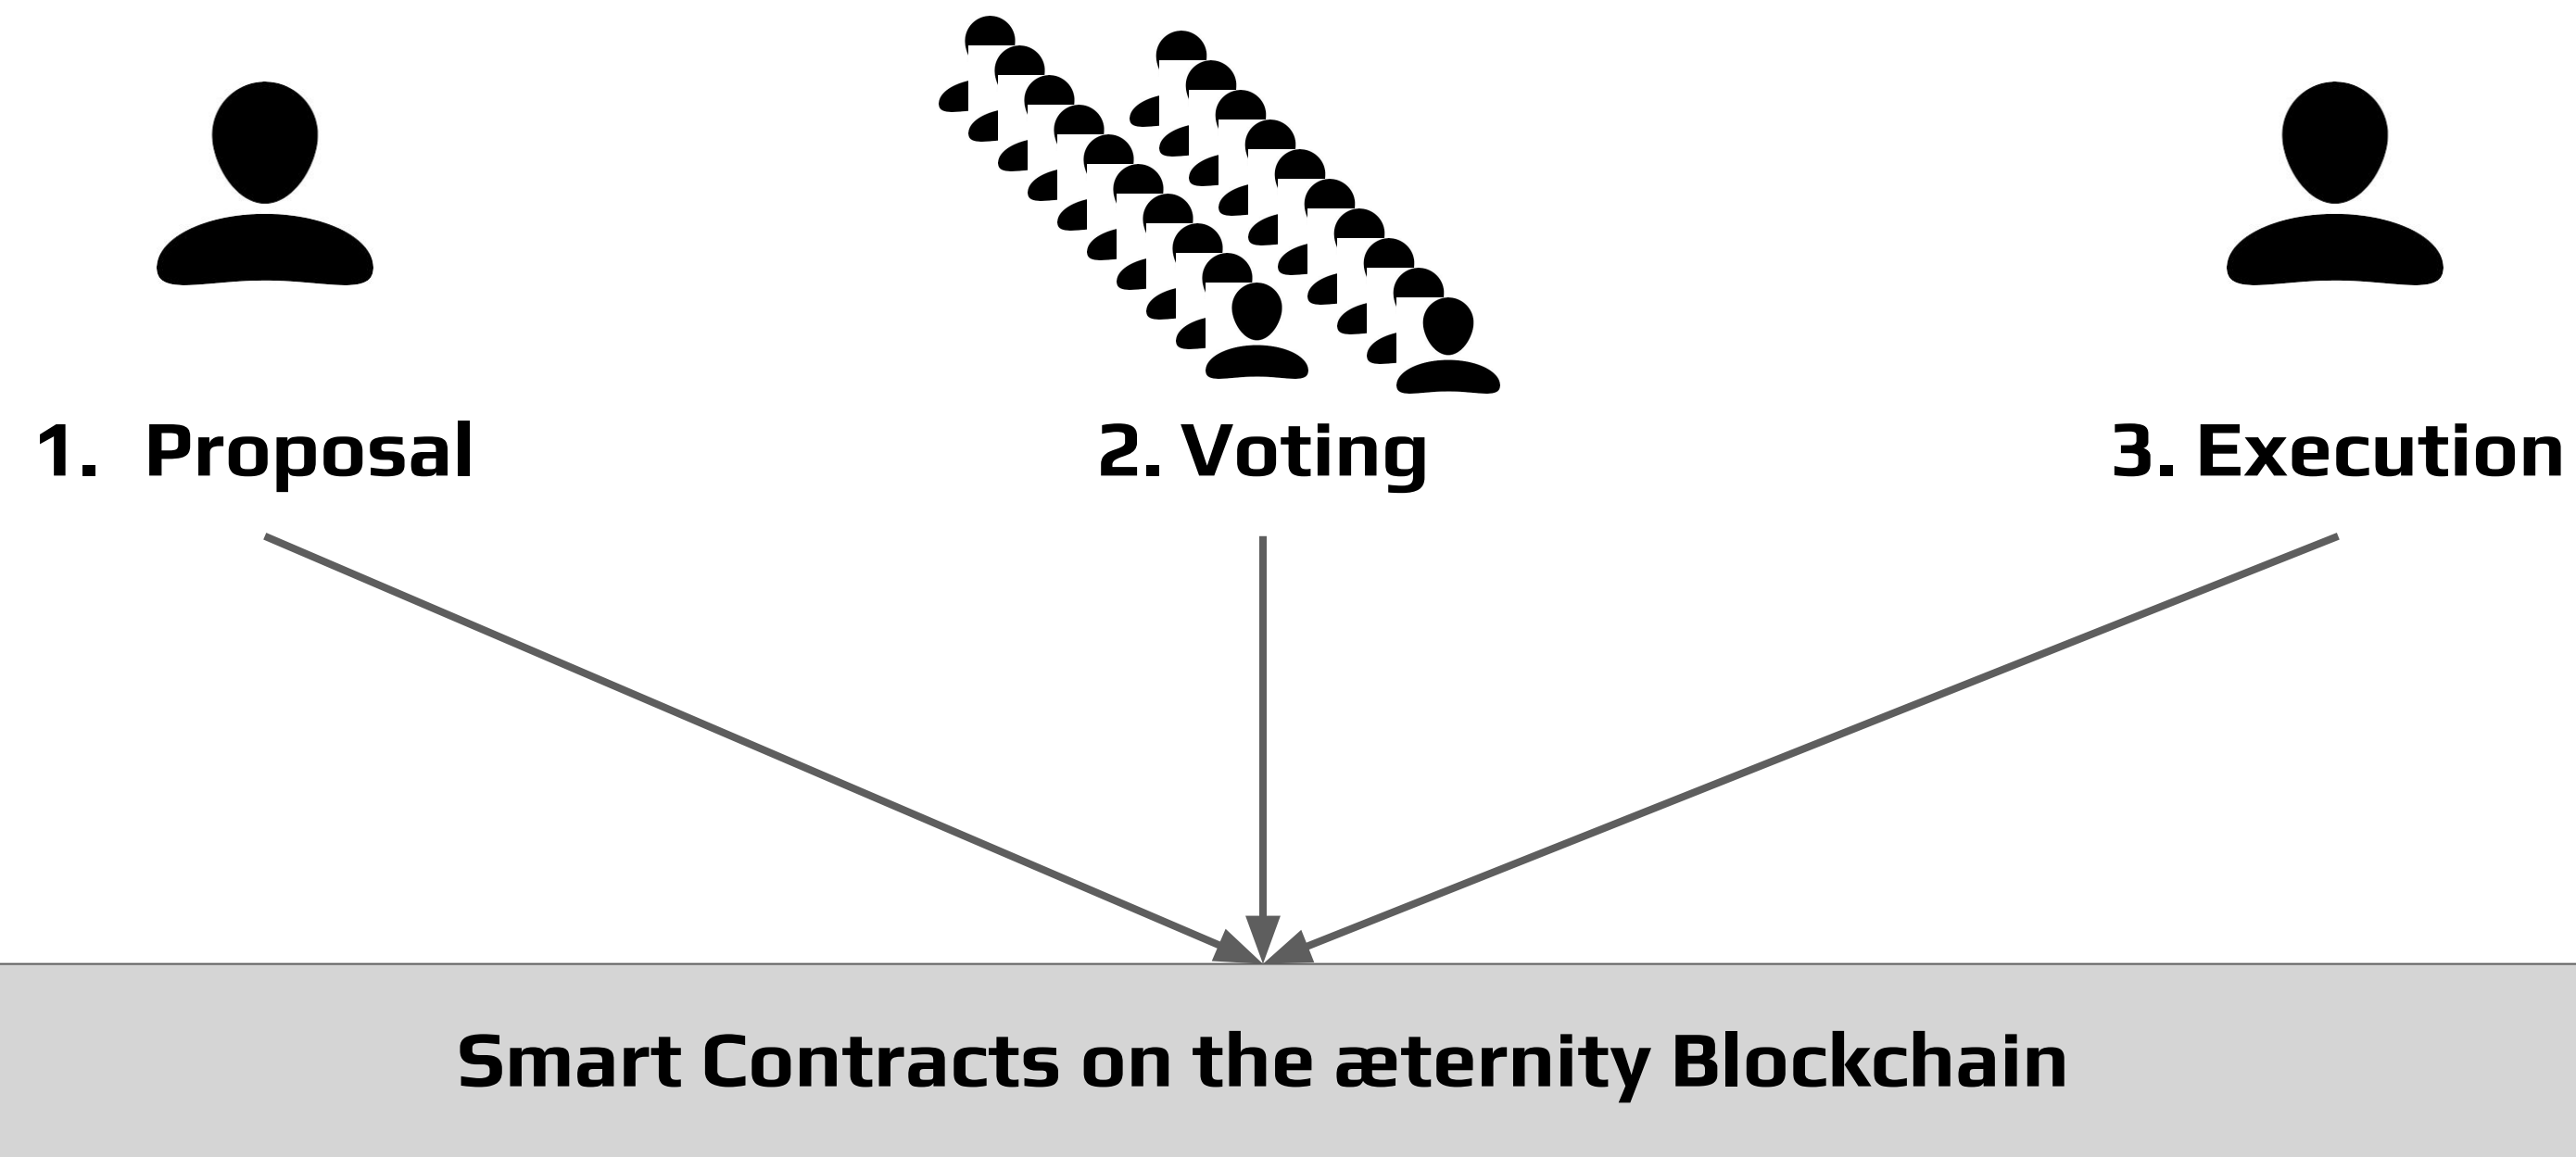 1. Proposal
2. Voting
3. Execution
Smart Contracts on the æternity Blockchain